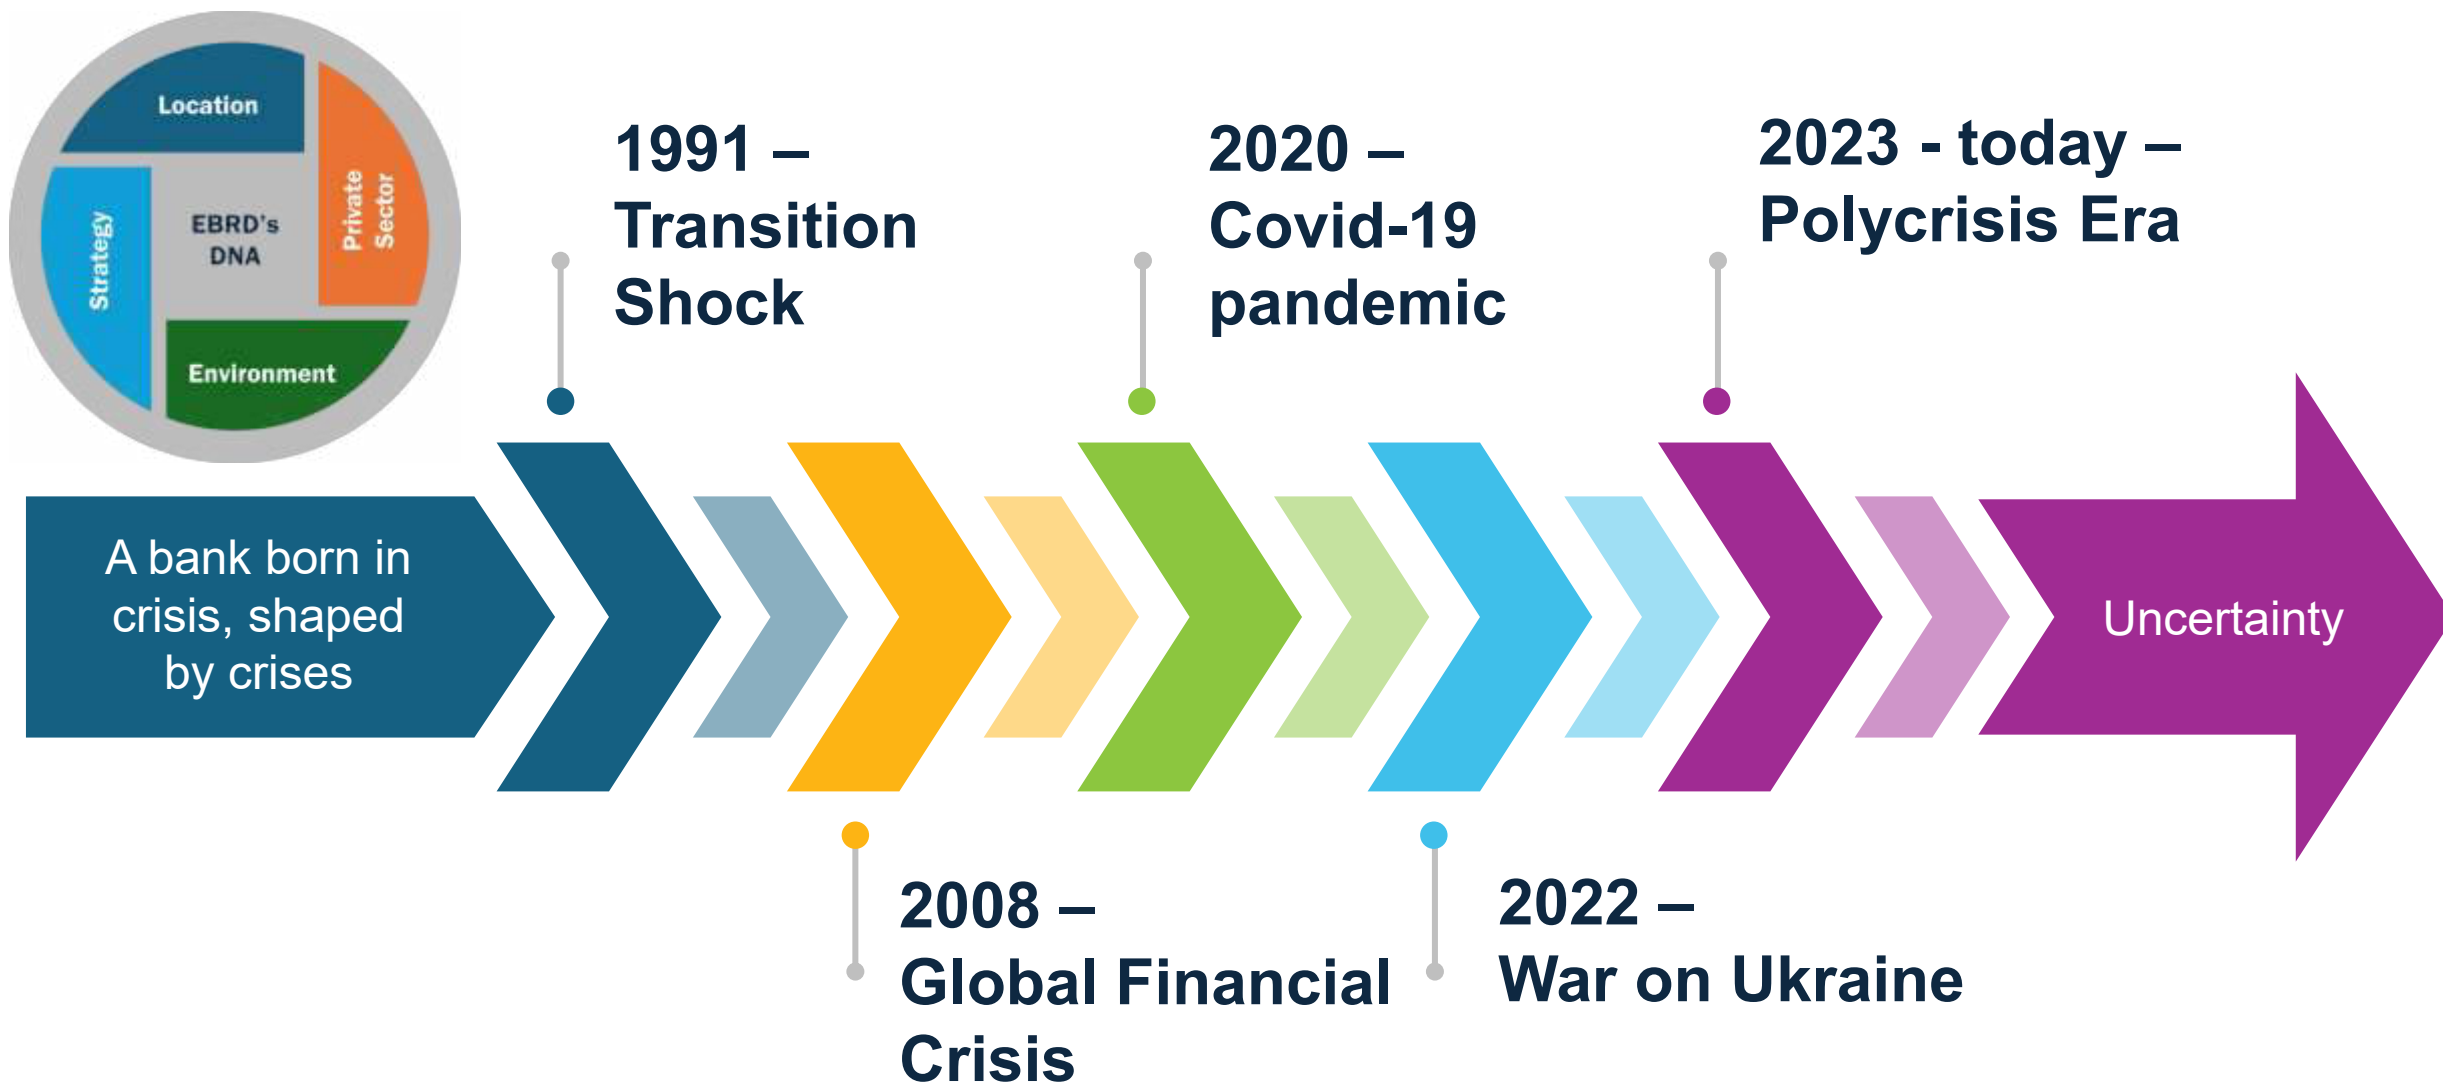 Location
Private
Sector
Strategy
EBRD's
DNA
Environment
1991 –
Transition
Shock
2020 –
Covid-19
pandemic
2023 - today –
Polycrisis Era
A bank born in
crisis, shaped
by crises
Uncertainty
2008 –
Global Financial
Crisis
2022 –
War on Ukraine